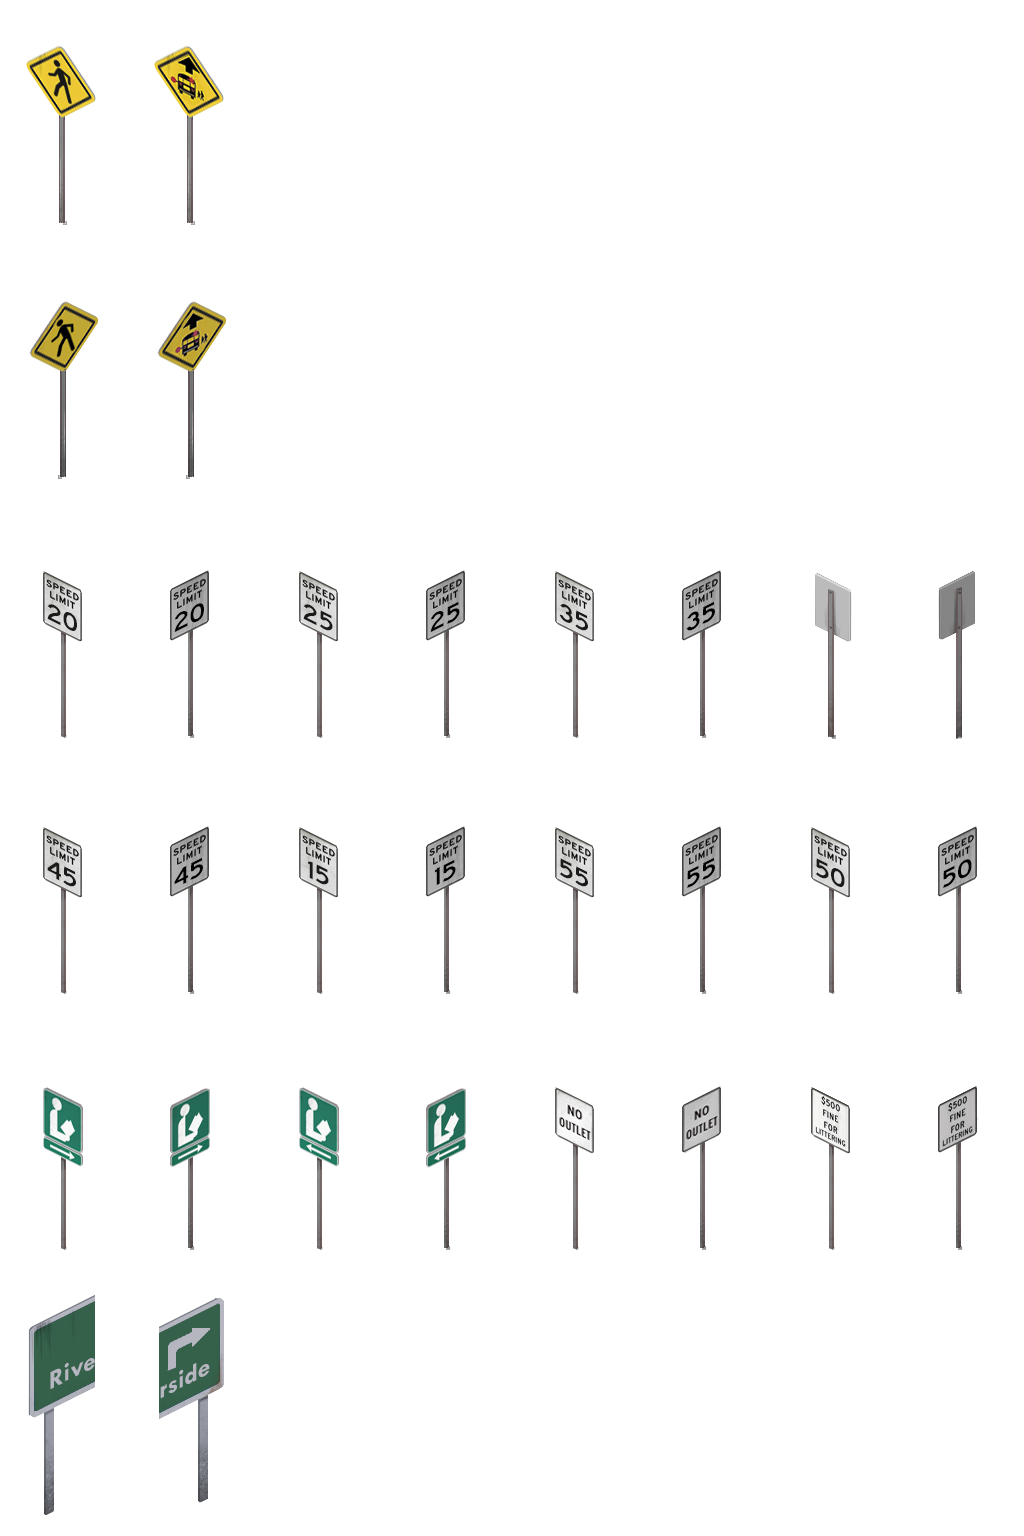 SPEED
LIMIT
20
SPEED
LIMIT
20
SPEED
LIMIT
25
SPEED
LIMIT
25
SPEED
LIMIT
35
SPEED
LIMIT
35
SPEED
LIMIT
45
SPEED
LIMIT
45
SPEED
LIMIT
15
SPEED
LIMIT
15
SPEED
LIMIT
55
SPEED
LIMIT
55
SPEED
LIMIT
50
SPEED
LIMIT
50
NO
OUTLET
NO
OUTLET
$500
FINE
FOR
LITTERING
$500
FINE
FOR
LITTERING
Rive
rside